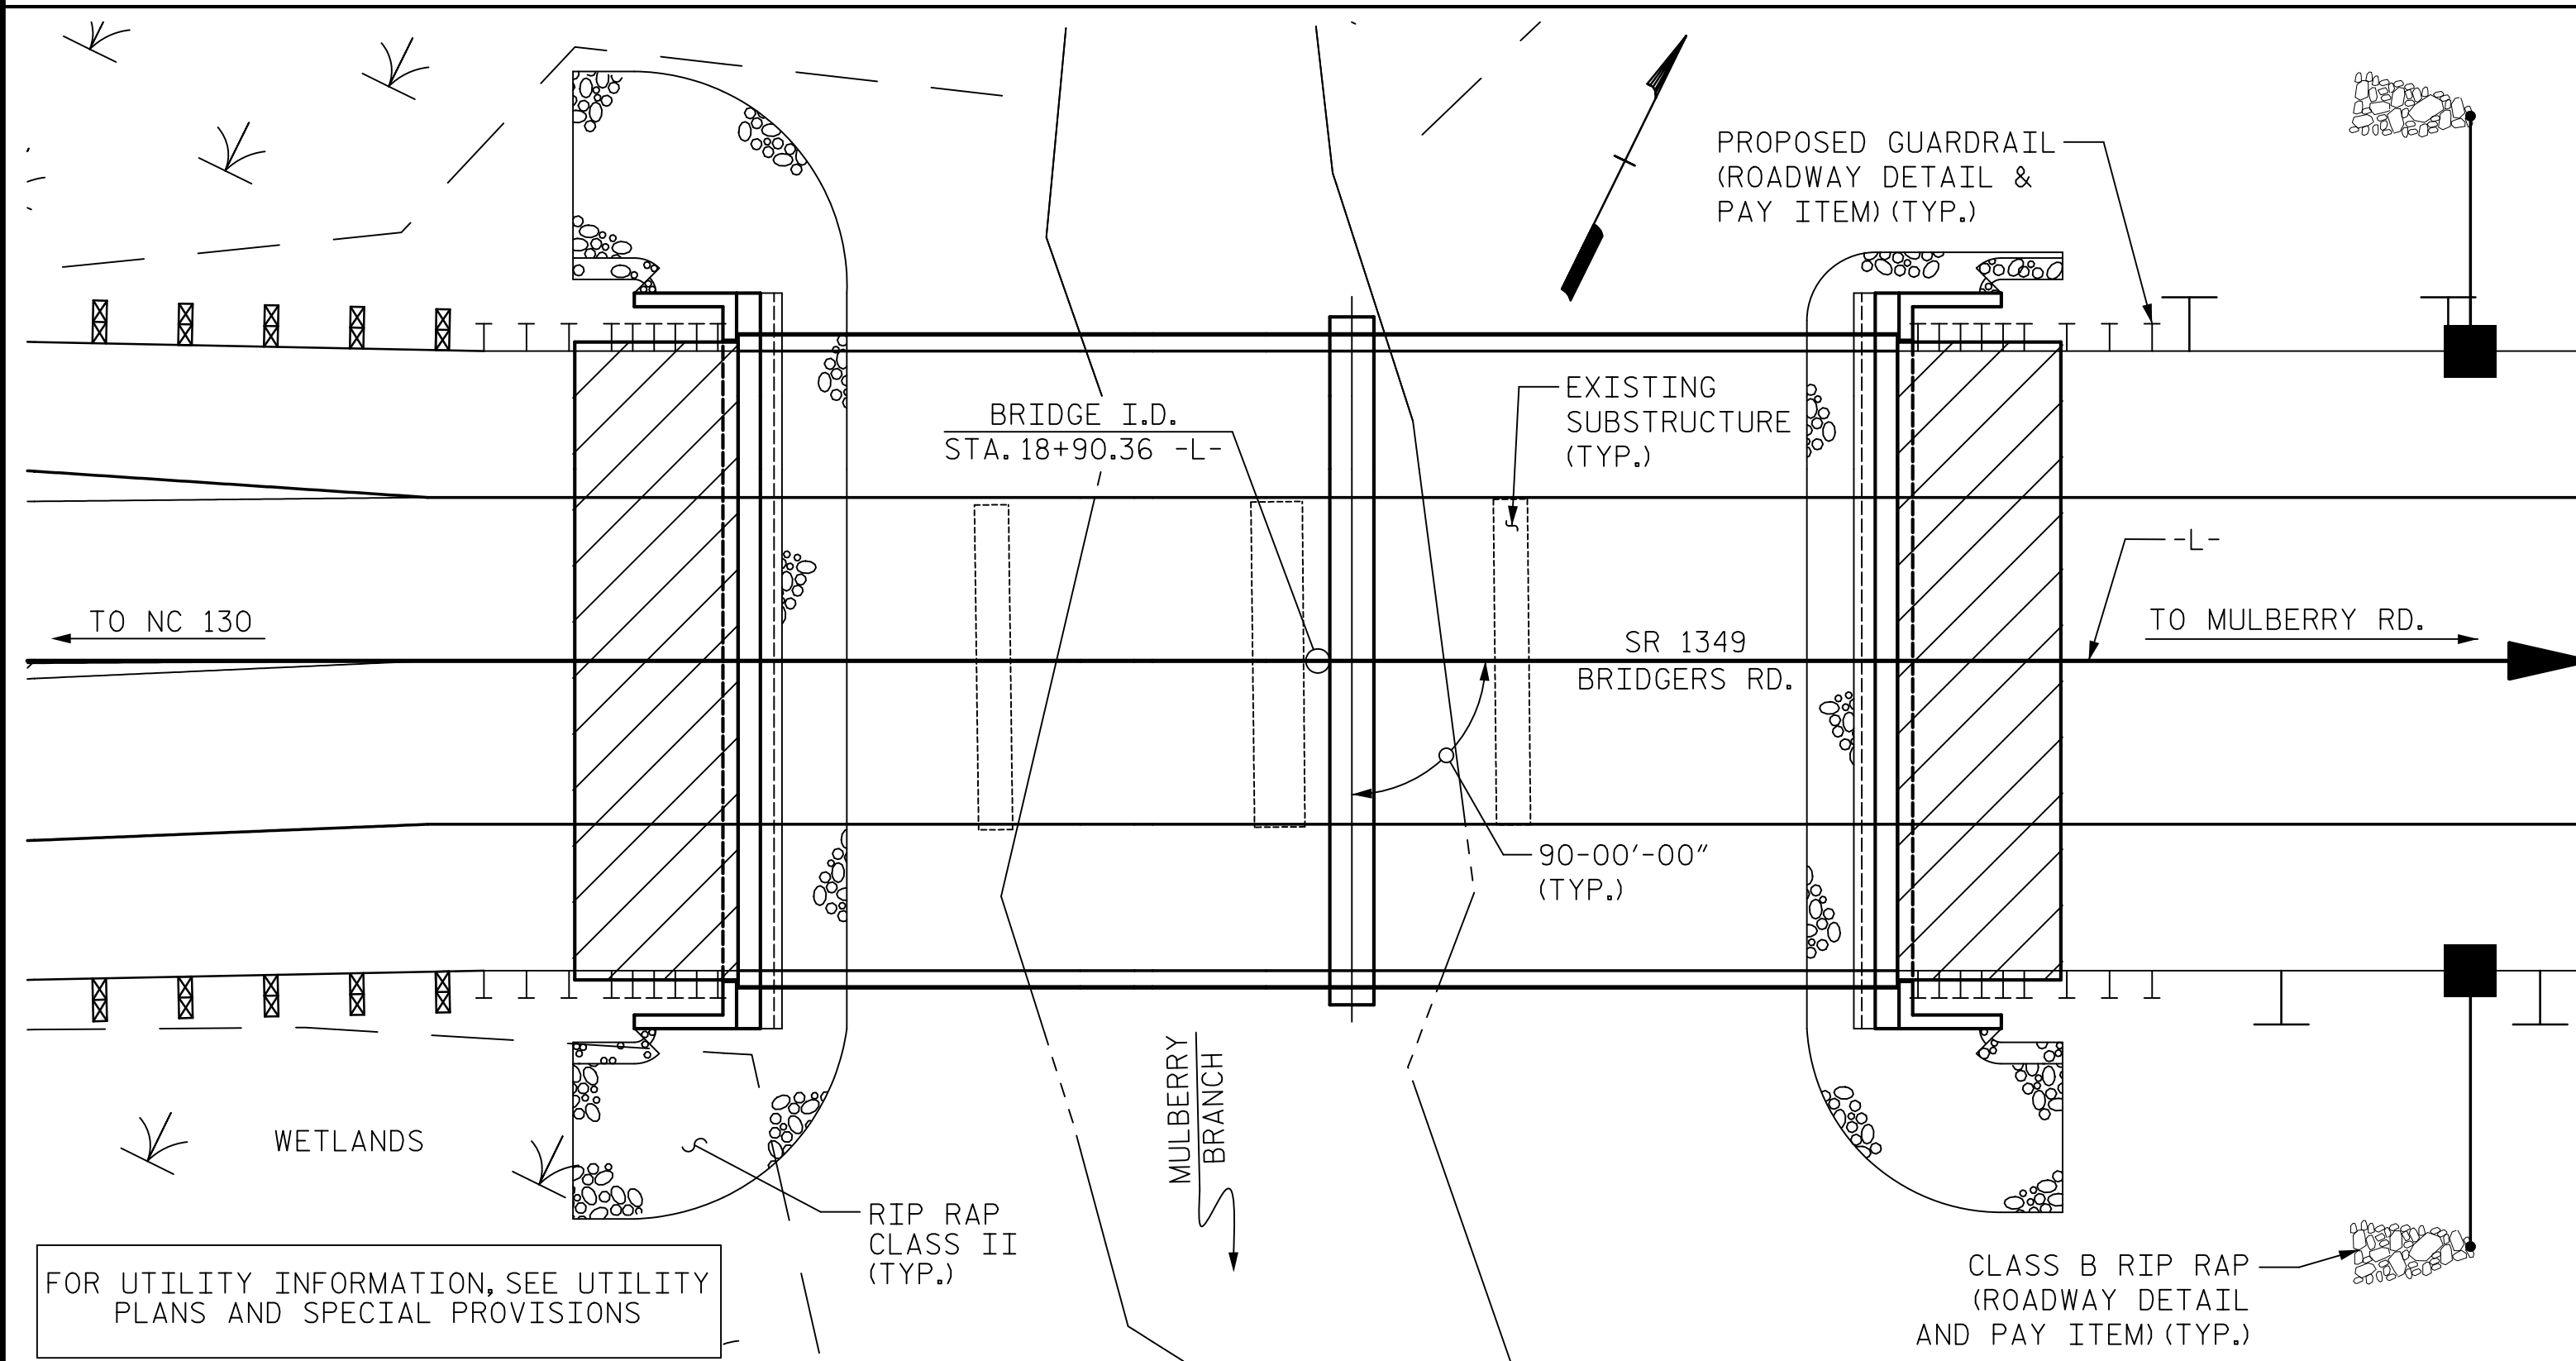 PROPOSED GUARDRAIL
(ROADWAY DETAIL &
PAY ITEM) (TYP.)
BRIDGE I.D.
STA. 18+90.36 -L-
EXISTING
SUBSTRUCTURE
(TYP.)
-L-
TO NC 130
SR 1349
BRIDGERS RD.
TO MULBERRY RD.
90-00'-00"
(TYP.)
MULBERRY
BRANCH
WETLANDS
RIP RAP
CLASS II
(TYP.)
FOR UTILITY INFORMATION, SEE UTILITY
PLANS AND SPECIAL PROVISIONS
CLASS B RIP RAP
(ROADWAY DETAIL
AND PAY ITEM) (TYP.)